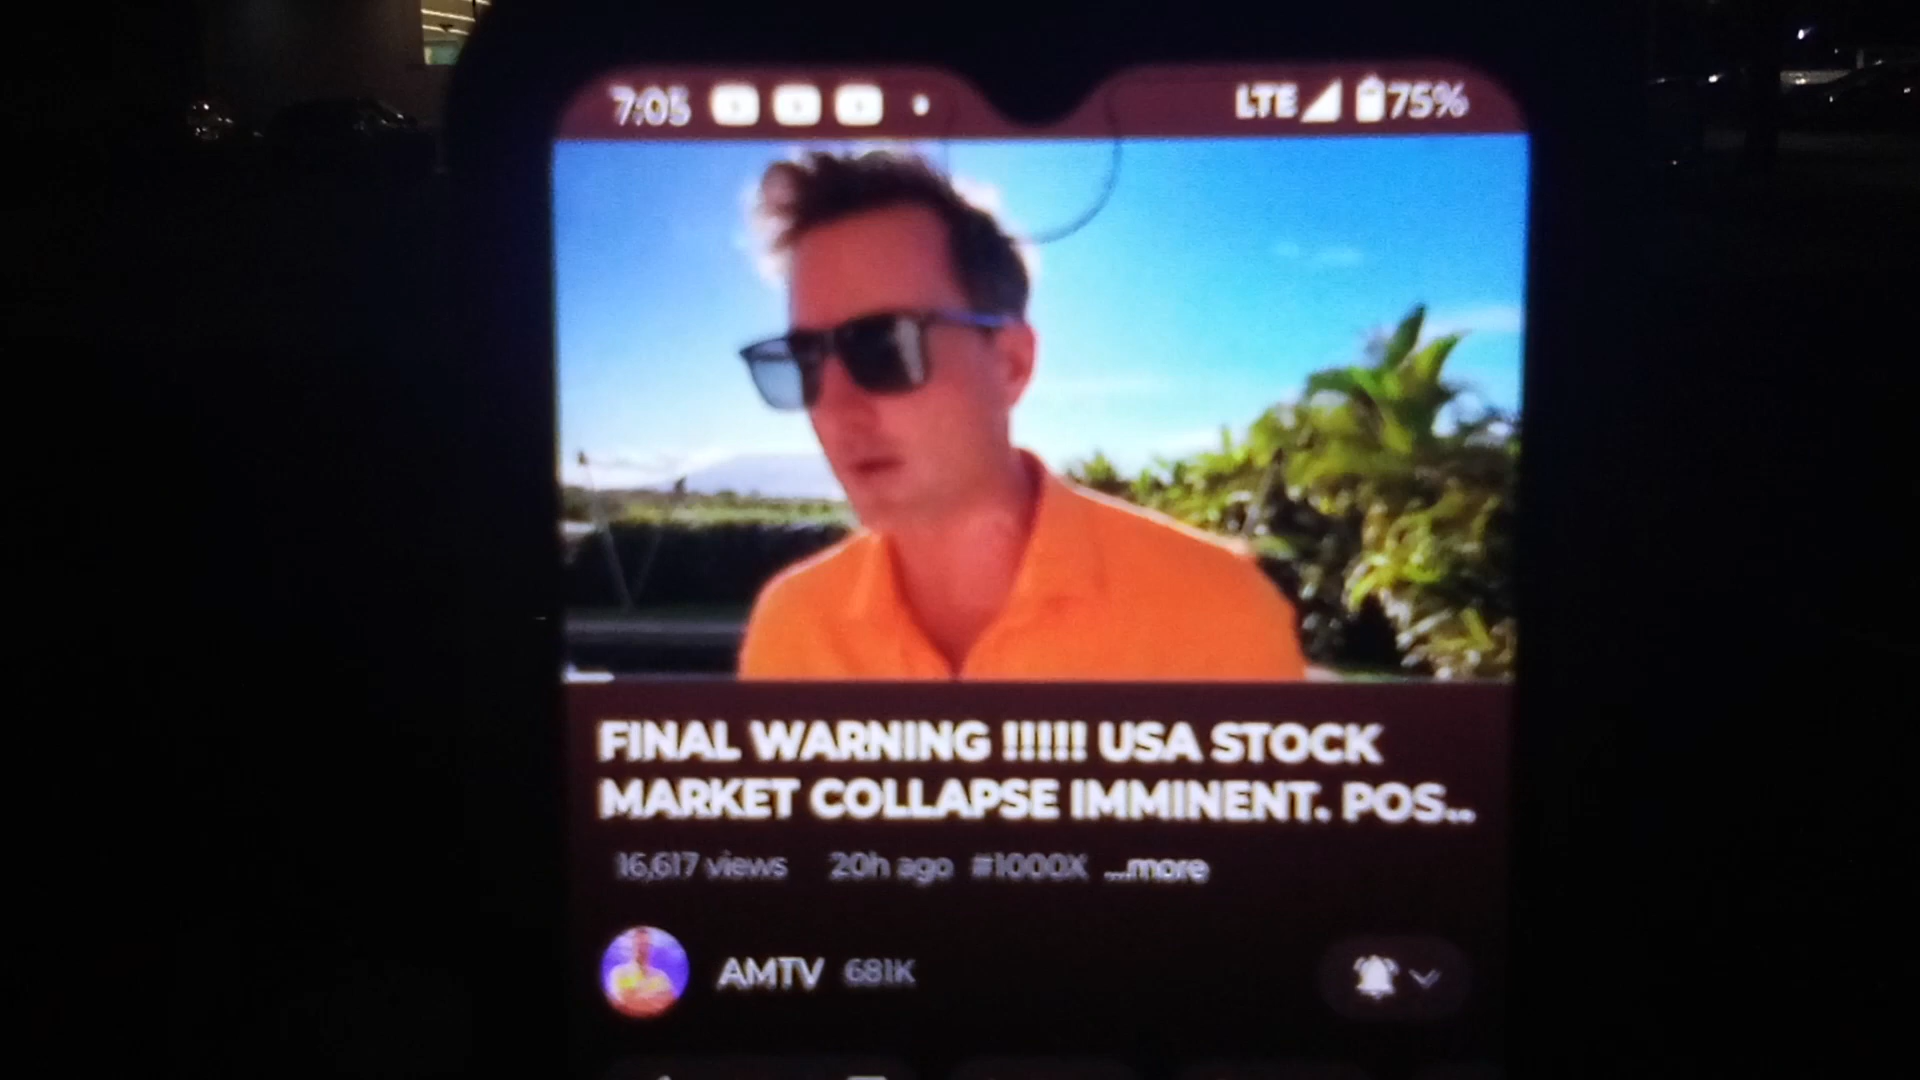 7:05 LTE 75%
FINAL WARNING !!!!! USA STOCK
MARKET COLLAPSE IMMINENT. POS..
16,617 views 20h ago #1000X ...more
AMTV 681K